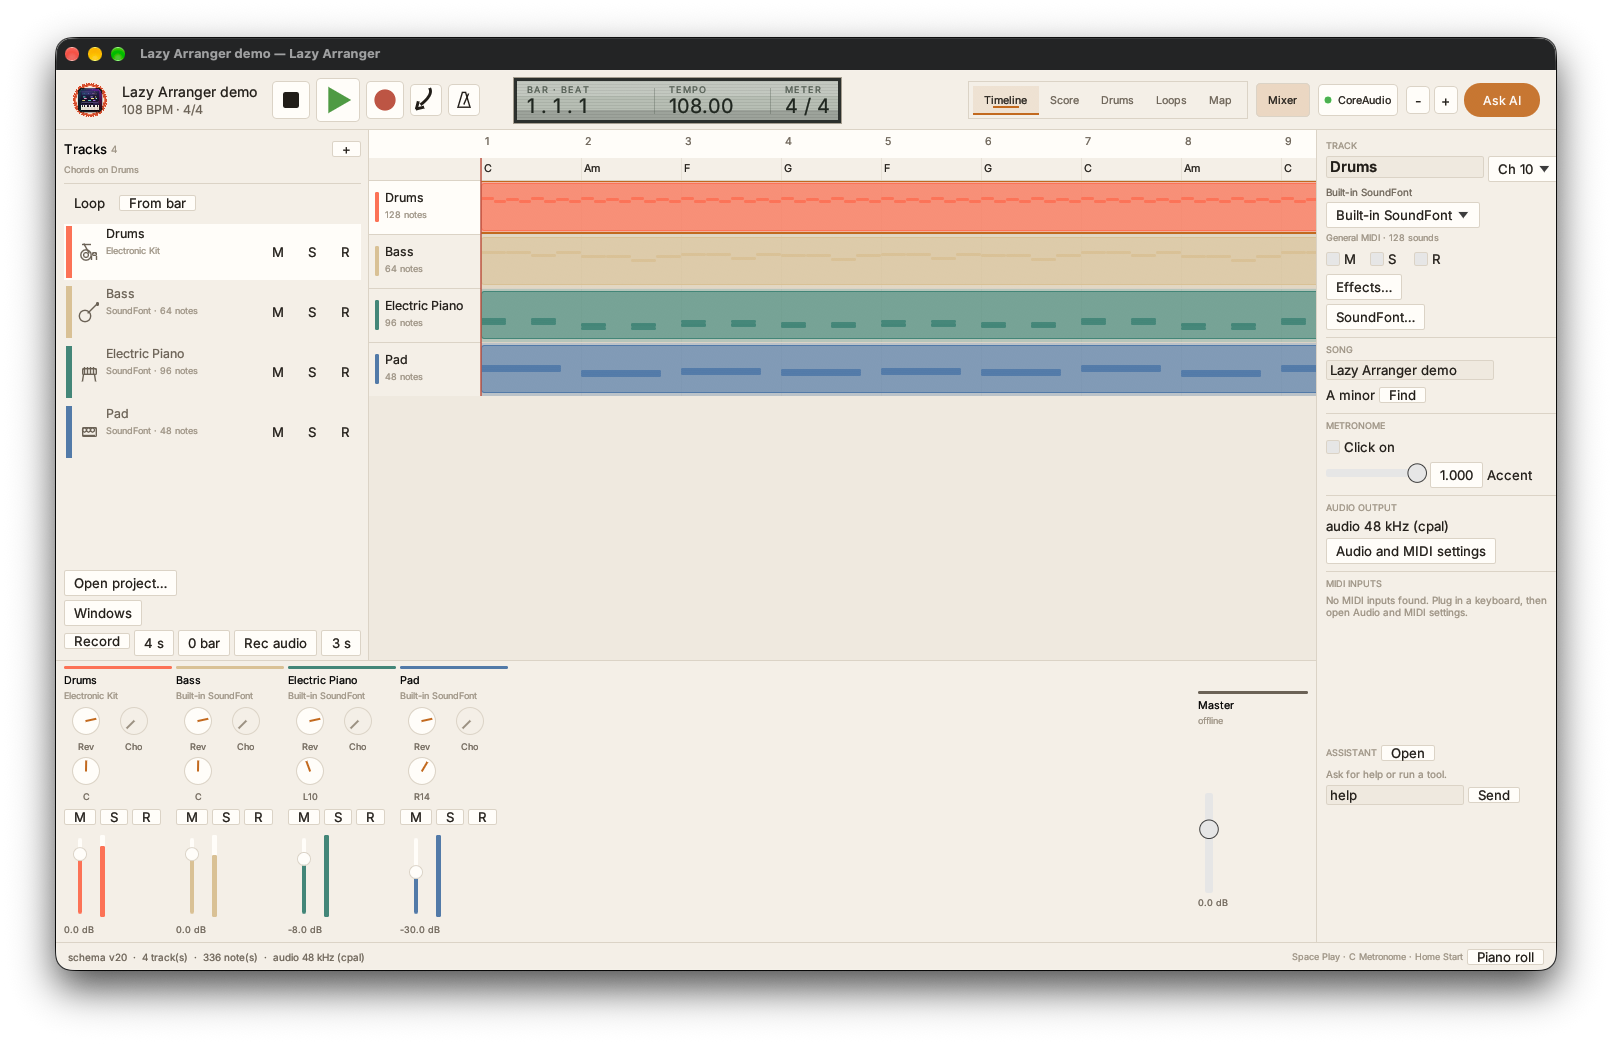 Lazy Arranger demo — Lazy Arranger
Lazy Arranger demo
108 BPM · 4/4
BAR · BEAT
1 . 1 . 1
TEMPO
108.00
METER
4 / 4
Timeline
Score
Drums
Loops
Map
Mixer
CoreAudio
-
+
Ask AI
Tracks 4
+
Chords on Drums
Loop
From bar
Drums
Electronic Kit
M S R
Bass
SoundFont · 64 notes
M S R
Electric Piano
SoundFont · 96 notes
M S R
Pad
SoundFont · 48 notes
M S R
Open project...
Windows
Record
4 s
0 bar
Rec audio
3 s
1 2 3 4 5 6 7 8 9
C Am F G F G C Am C
Drums
128 notes
Bass
64 notes
Electric Piano
96 notes
Pad
48 notes
TRACK
Drums
Ch 10
Built-in SoundFont
Built-in SoundFont
General MIDI · 128 sounds
M S R
Effects...
SoundFont...
SONG
Lazy Arranger demo
A minor Find
METRONOME
Click on
1.000 Accent
AUDIO OUTPUT
audio 48 kHz (cpal)
Audio and MIDI settings
MIDI INPUTS
No MIDI inputs found. Plug in a keyboard, then
open Audio and MIDI settings.
ASSISTANT Open
Ask for help or run a tool.
help
Send
Drums
Electronic Kit
Rev Cho
C
M S R
0.0 dB
Bass
Built-in SoundFont
Rev Cho
C
M S R
0.0 dB
Electric Piano
Built-in SoundFont
Rev Cho
L10
M S R
-8.0 dB
Pad
Built-in SoundFont
Rev Cho
R14
M S R
-30.0 dB
Master
offline
0.0 dB
schema v20 · 4 track(s) · 336 note(s) · audio 48 kHz (cpal)
Space Play · C Metronome · Home Start
Piano roll